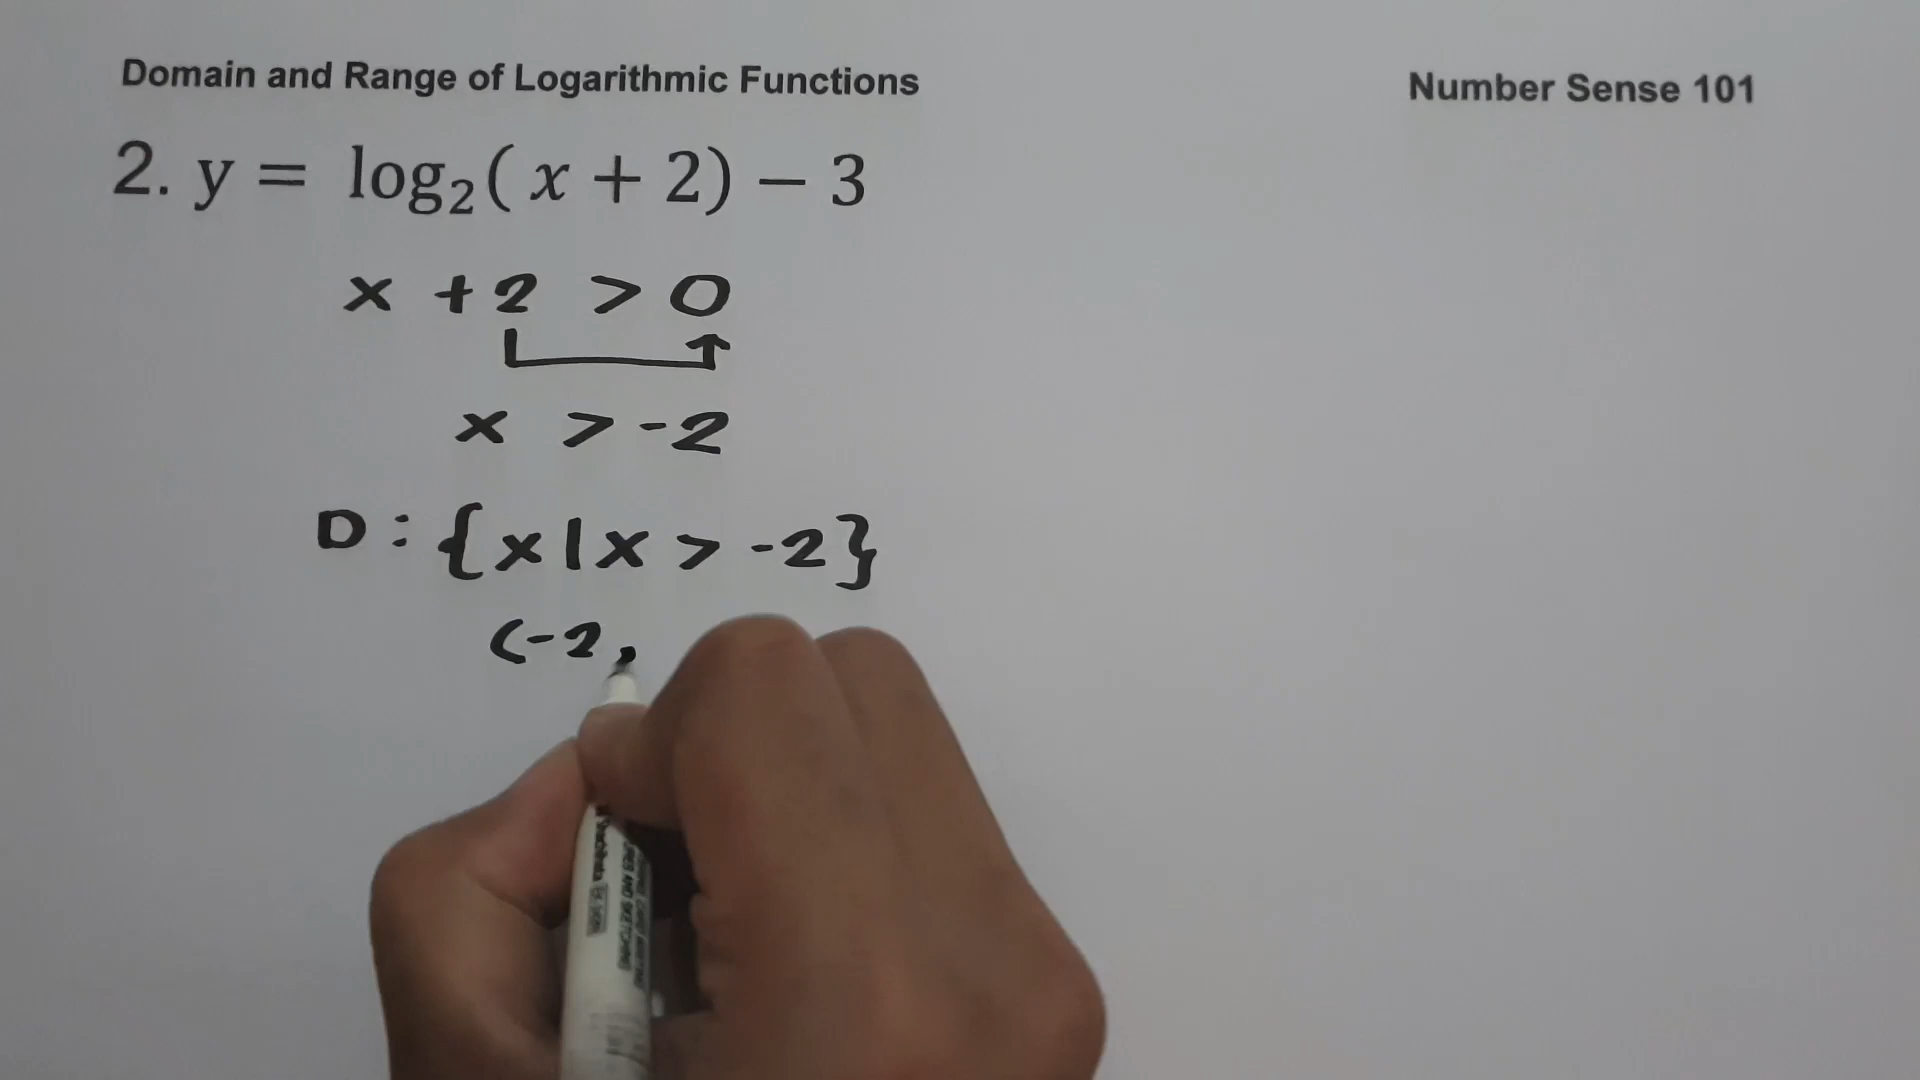 Domain and Range of Logarithmic Functions
Number Sense 101
2. y = log₂( x + 2) − 3
x + 2 > 0
x > -2
D : {x | x > -2}
(-2,